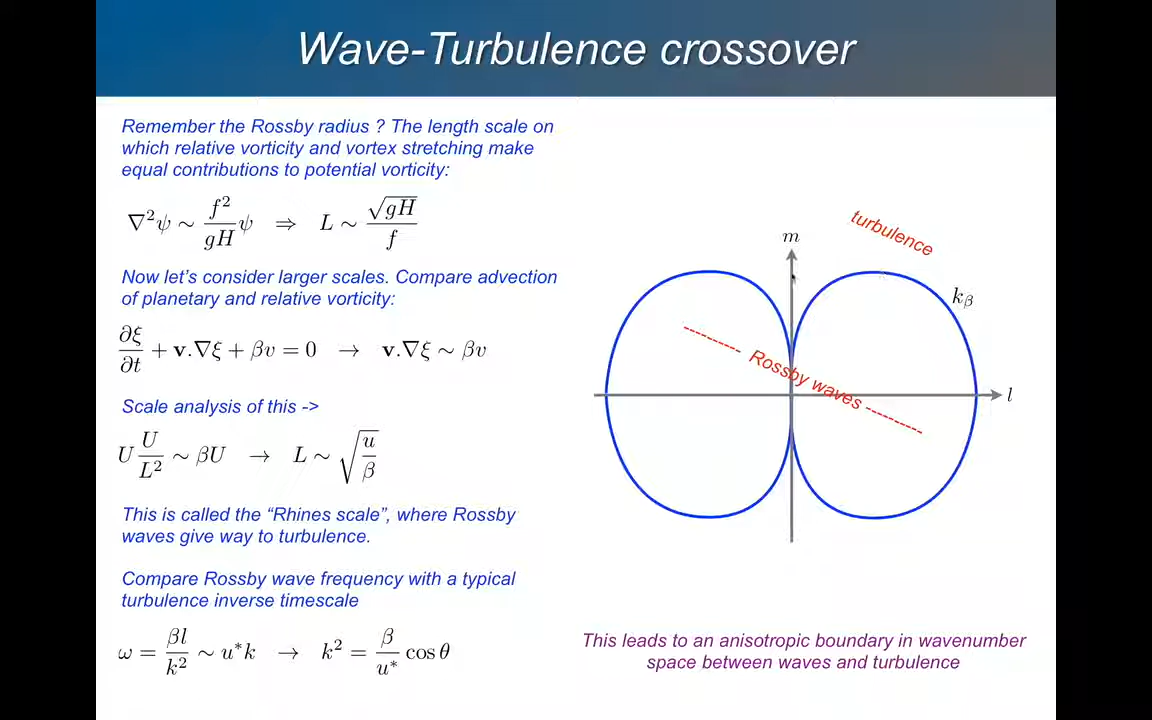 Wave-Turbulence crossover
Remember the Rossby radius ? The length scale on
which relative vorticity and vortex stretching make
equal contributions to potential vorticity:
∇²ψ ∼ f²/gH ψ ⇒ L ∼ √gH/f
Now let's consider larger scales. Compare advection
of planetary and relative vorticity:
∂ξ/∂t + v.∇ξ + βv = 0 → v.∇ξ ∼ βv
Scale analysis of this ->
U U/L² ∼ βU → L ∼ √(u/β)
This is called the “Rhines scale”, where Rossby
waves give way to turbulence.
Compare Rossby wave frequency with a typical
turbulence inverse timescale
ω = βl/k² ∼ u*k → k² = β/u* cos θ
turbulence
m
kβ
Rossby waves
l
This leads to an anisotropic boundary in wavenumber
space between waves and turbulence